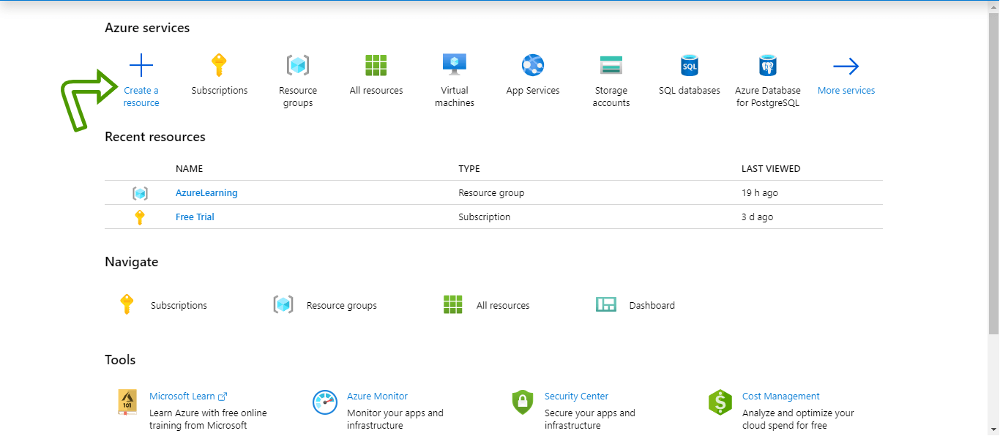 Azure services
Create a
resource
Subscriptions
Resource
groups
All resources
Virtual
machines
App Services
Storage
accounts
SQL
SQL databases
Azure Database
for PostgreSQL
More services
Recent resources
NAME TYPE LAST VIEWED
AzureLearning Resource group 19 h ago
Free Trial Subscription 3 d ago
Navigate
Subscriptions Resource groups All resources Dashboard
Tools
101
Microsoft Learn
Learn Azure with free online
training from Microsoft
Azure Monitor
Monitor your apps and
infrastructure
Security Center
Secure your apps and
infrastructure
$
Cost Management
Analyze and optimize your
cloud spend for free